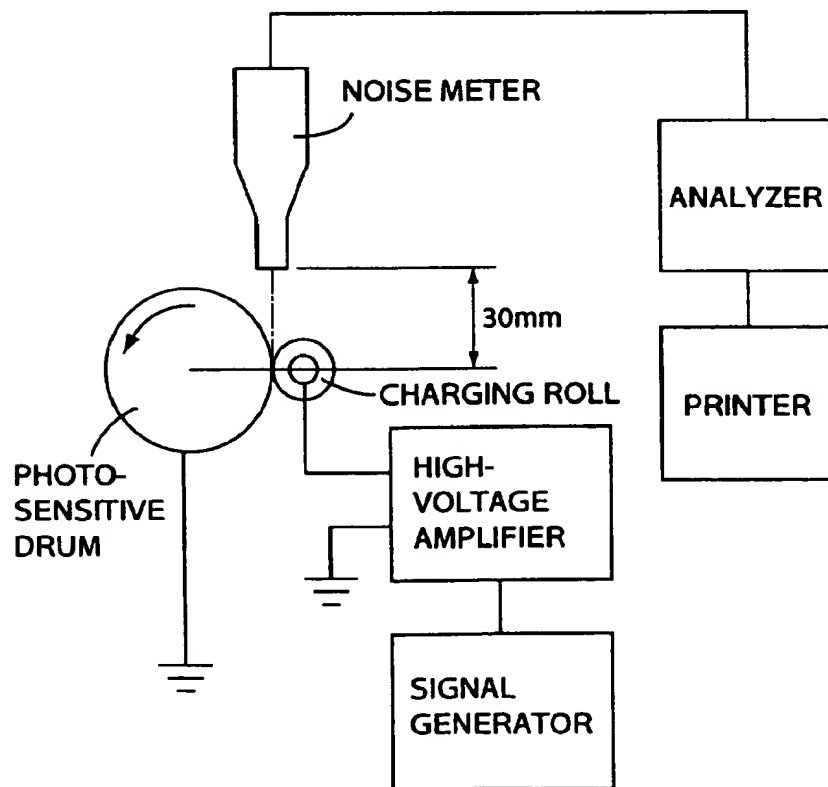 NOISE METER
ANALYZER
30mm
CHARGING ROLL
PRINTER
PHOTO-
SENSITIVE
DRUM
HIGH-
VOLTAGE
AMPLIFIER
SIGNAL
GENERATOR